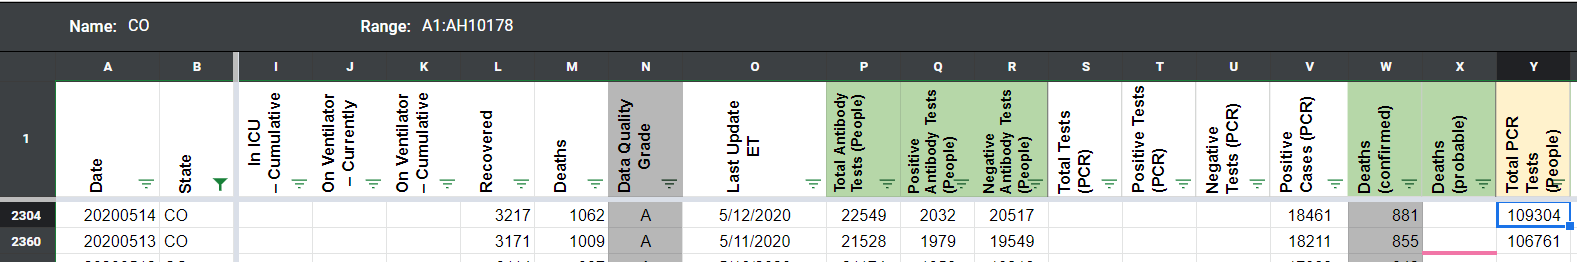 Name: CO Range: A1:AH10178
A B I J K L M N O P Q R S T U V W X Y
1 Date State In ICU – Cumulative On Ventilator – Currently On Ventilator – Cumulative Recovered Deaths Data Quality Grade Last Update ET Total Antibody Tests (People) Positive Antibody Tests (People) Negative Antibody Tests (People) Total Tests (PCR) Positive Tests (PCR) Negative Tests (PCR) Positive Cases (PCR) Deaths (confirmed) Deaths (probable) Total PCR Tests (People)
2304 20200514 CO 3217 1062 A 5/12/2020 22549 2032 20517 18461 881 109304
2360 20200513 CO 3171 1009 A 5/11/2020 21528 1979 19549 18211 855 106761